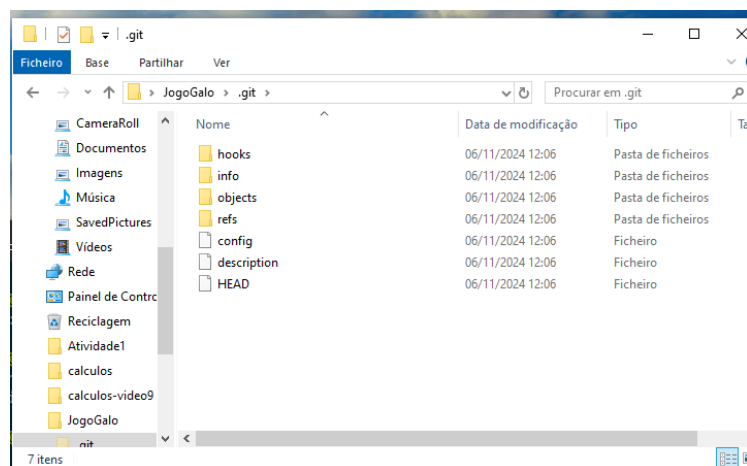 .git
Ficheiro Base Partilhar Ver
JogoGalo .git Procurar em .git
CameraRoll
Documentos
Imagens
Música
SavedPictures
Vídeos
Rede
Painel de Contrc
Reciclagem
Atividade1
calculos
calculos-video9
JogoGalo
.git
Nome Data de modificação Tipo Ta
hooks 06/11/2024 12:06 Pasta de ficheiros
info 06/11/2024 12:06 Pasta de ficheiros
objects 06/11/2024 12:06 Pasta de ficheiros
refs 06/11/2024 12:06 Pasta de ficheiros
config 06/11/2024 12:06 Ficheiro
description 06/11/2024 12:06 Ficheiro
HEAD 06/11/2024 12:06 Ficheiro
7 itens